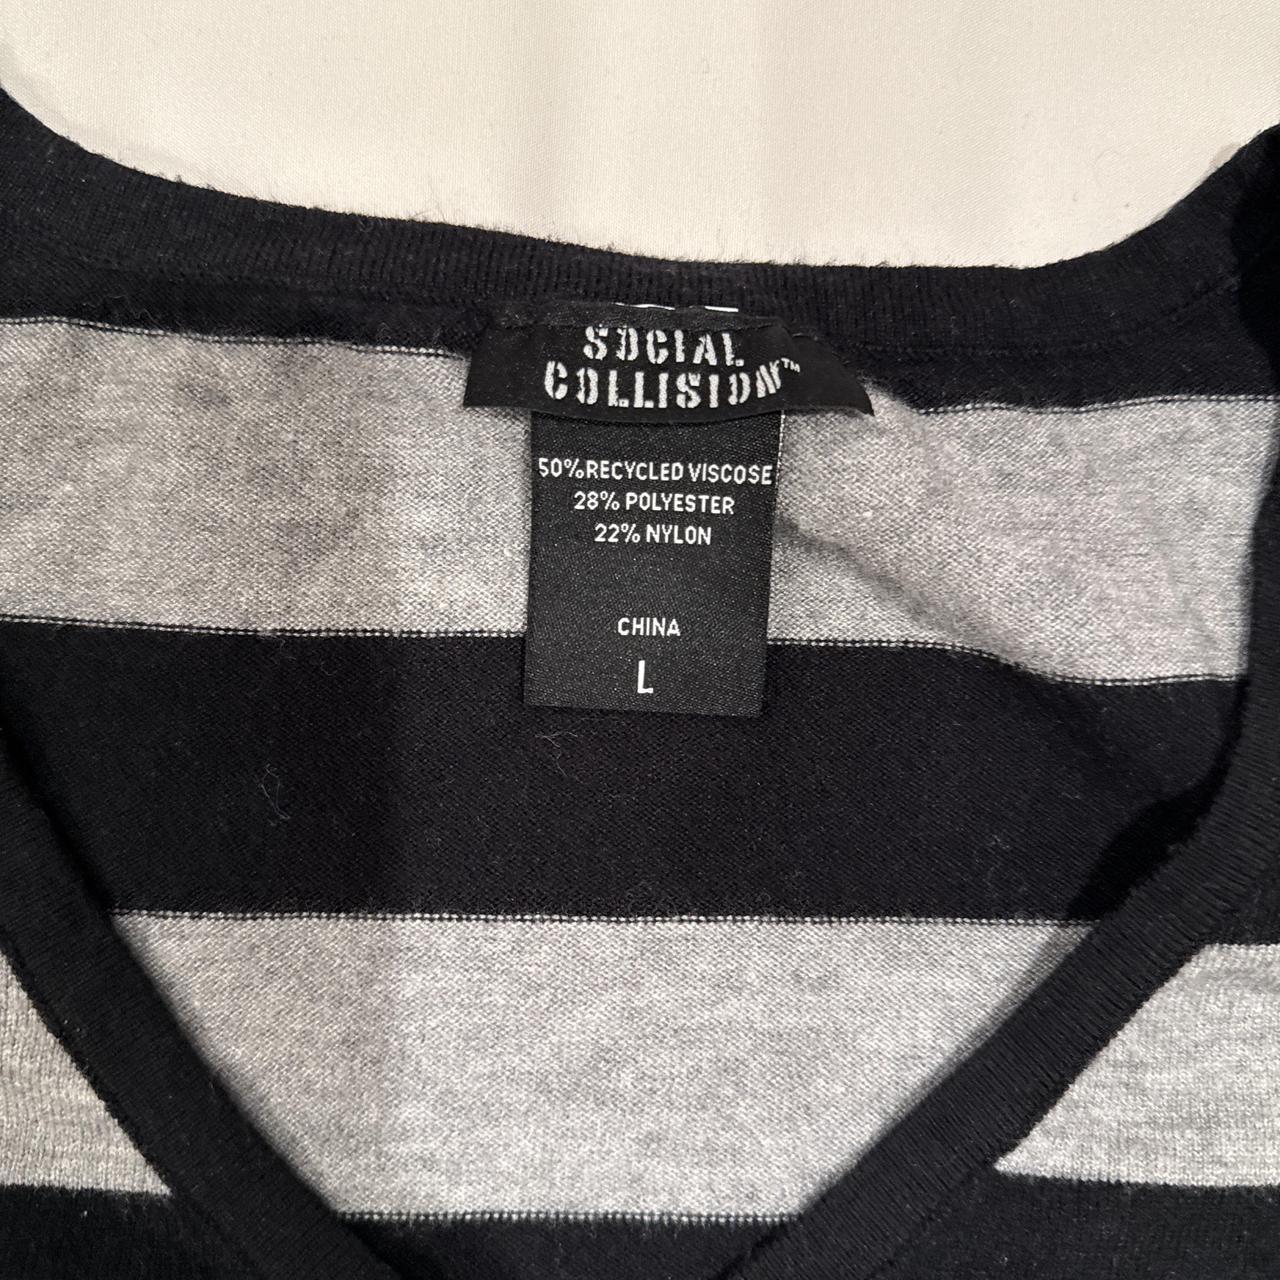 SOCIAL
COLLISION™
50%RECYCLED VISCOSE
28% POLYESTER
22% NYLON
CHINA
L